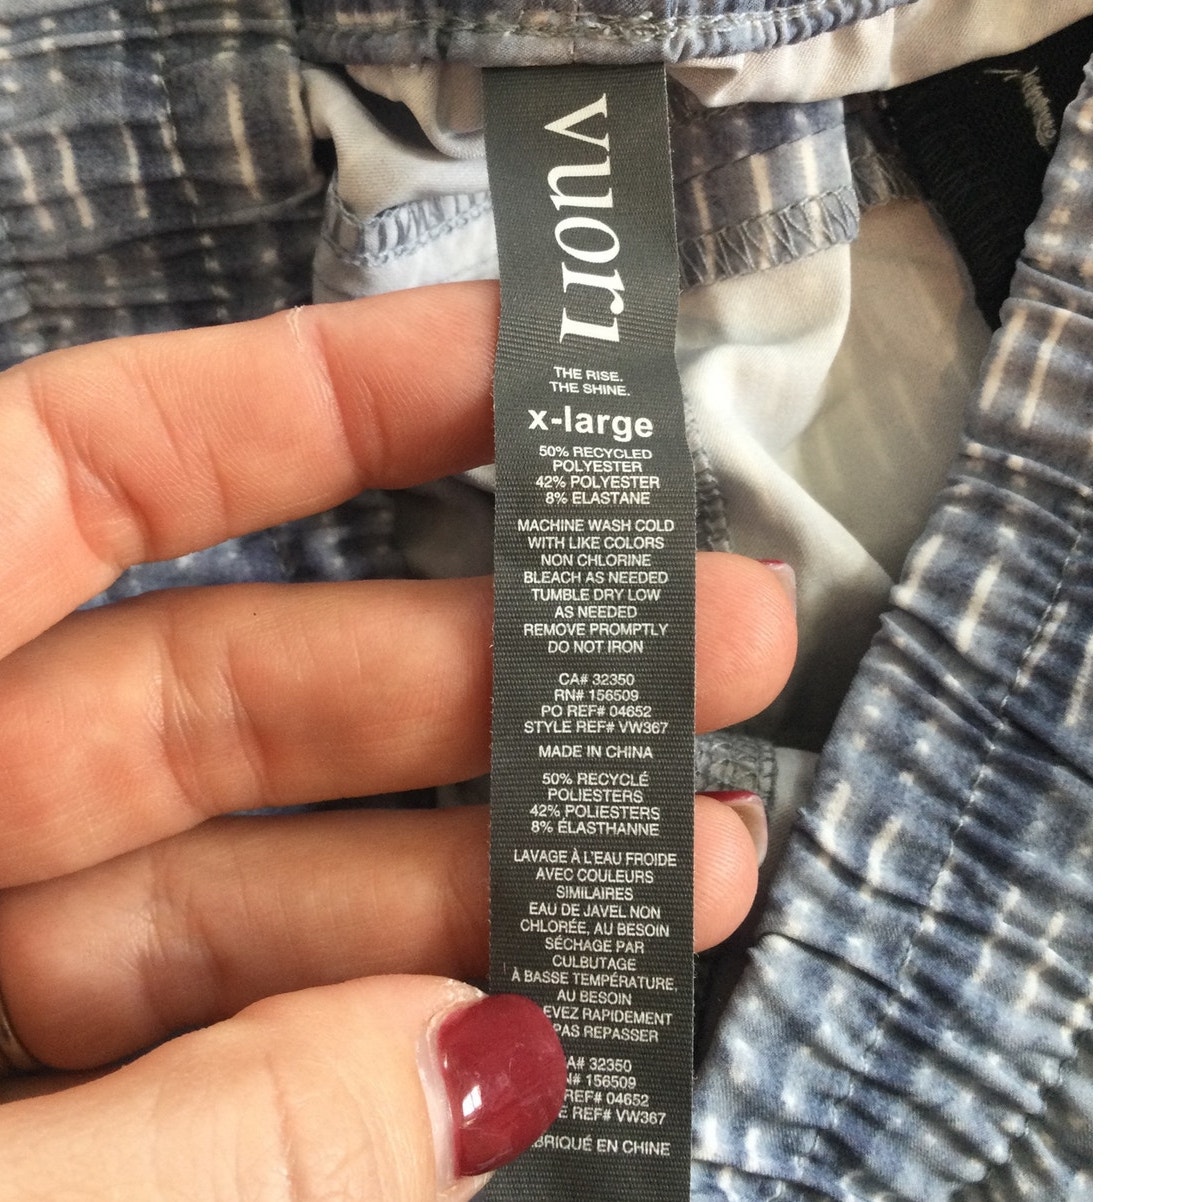 vuori
THE RISE.
THE SHINE.
x-large
50% RECYCLED
POLYESTER
42% POLYESTER
8% ELASTANE
MACHINE WASH COLD
WITH LIKE COLORS
NON CHLORINE
BLEACH AS NEEDED
TUMBLE DRY LOW
AS NEEDED
REMOVE PROMPTLY
DO NOT IRON
CA# 32350
RN# 156509
PO REF# 04652
STYLE REF# VW367
MADE IN CHINA
50% RECYCLÉ
POLIESTERS
42% POLIESTERS
8% ÉLASTHANNE
LAVAGE À L'EAU FROIDE
AVEC COULEURS
SIMILAIRES
EAU DE JAVEL NON
CHLORÉE, AU BESOIN
SÉCHAGE PAR
CULBUTAGE
À BASSE TEMPÉRATURE,
AU BESOIN
RAPIDEMENT
PAS REPASSER
32350
156509
REF# 04652
REF# VW367
EN CHINE